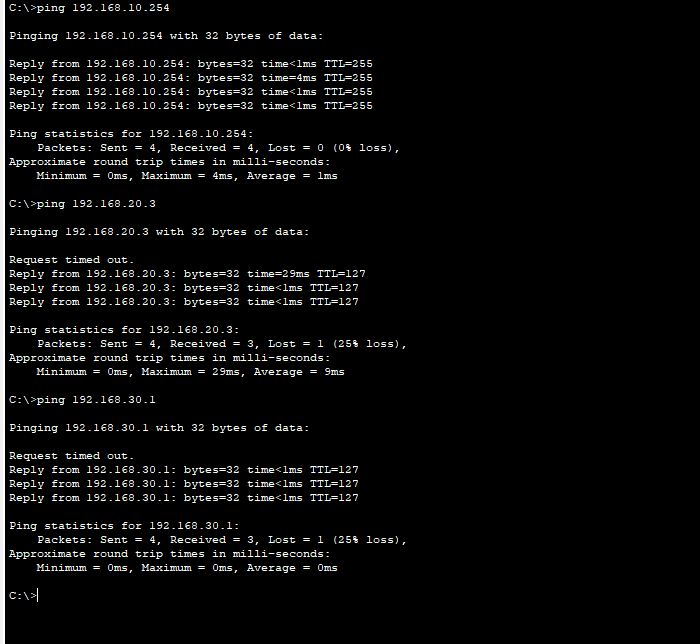 C:\>ping 192.168.10.254
Pinging 192.168.10.254 with 32 bytes of data:
Reply from 192.168.10.254: bytes=32 time<1ms TTL=255
Reply from 192.168.10.254: bytes=32 time=4ms TTL=255
Reply from 192.168.10.254: bytes=32 time<1ms TTL=255
Reply from 192.168.10.254: bytes=32 time<1ms TTL=255
Ping statistics for 192.168.10.254:
    Packets: Sent = 4, Received = 4, Lost = 0 (0% loss),
Approximate round trip times in milli-seconds:
    Minimum = 0ms, Maximum = 4ms, Average = 1ms
C:\>ping 192.168.20.3
Pinging 192.168.20.3 with 32 bytes of data:
Request timed out.
Reply from 192.168.20.3: bytes=32 time=29ms TTL=127
Reply from 192.168.20.3: bytes=32 time<1ms TTL=127
Reply from 192.168.20.3: bytes=32 time<1ms TTL=127
Ping statistics for 192.168.20.3:
    Packets: Sent = 4, Received = 3, Lost = 1 (25% loss),
Approximate round trip times in milli-seconds:
    Minimum = 0ms, Maximum = 29ms, Average = 9ms
C:\>ping 192.168.30.1
Pinging 192.168.30.1 with 32 bytes of data:
Request timed out.
Reply from 192.168.30.1: bytes=32 time<1ms TTL=127
Reply from 192.168.30.1: bytes=32 time<1ms TTL=127
Reply from 192.168.30.1: bytes=32 time<1ms TTL=127
Ping statistics for 192.168.30.1:
    Packets: Sent = 4, Received = 3, Lost = 1 (25% loss),
Approximate round trip times in milli-seconds:
    Minimum = 0ms, Maximum = 0ms, Average = 0ms
C:\>